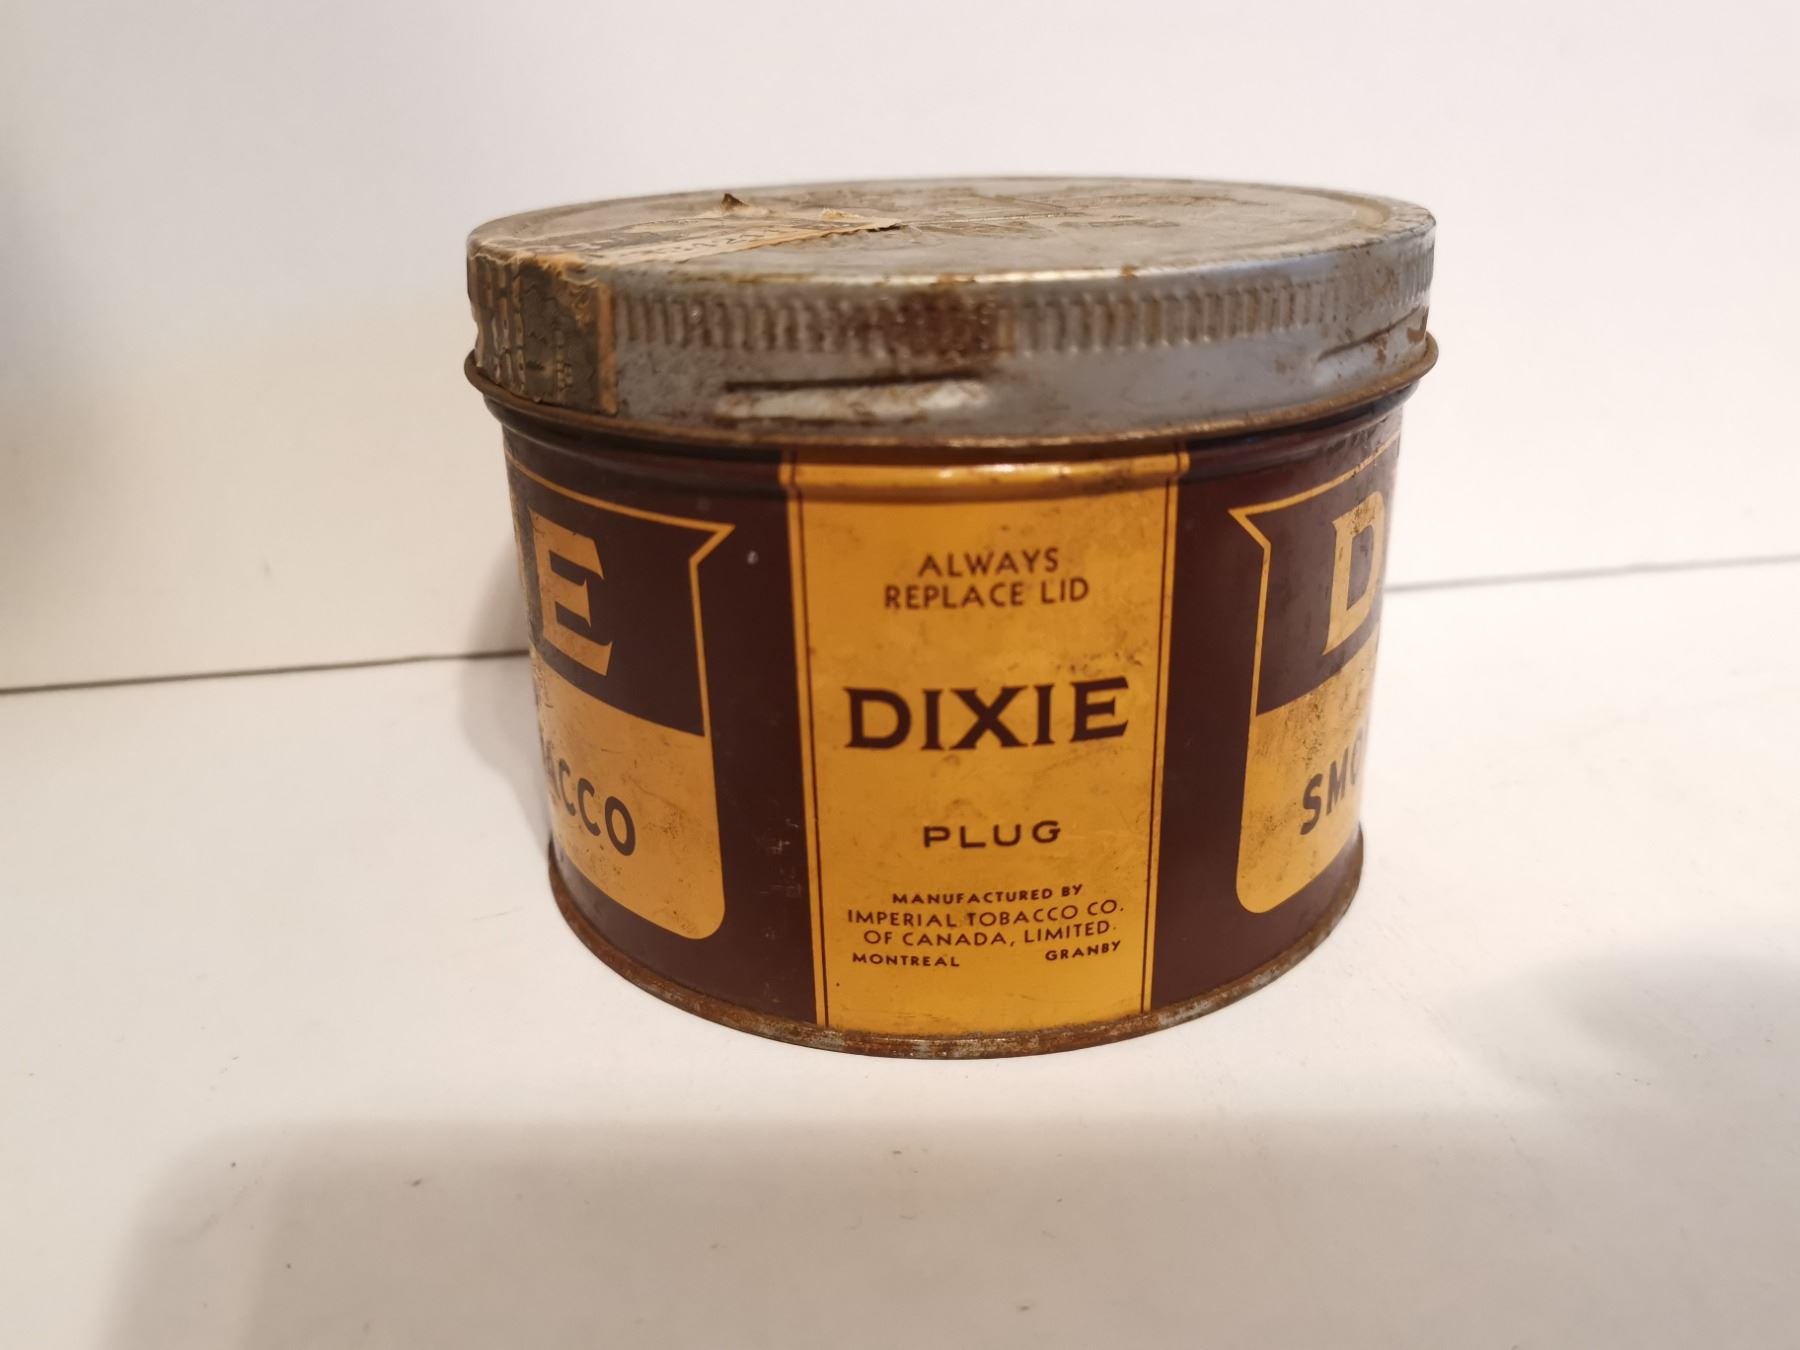 ALWAYS
REPLACE LID
DIXIE
PLUG
MANUFACTURED BY
IMPERIAL TOBACCO CO.
OF CANADA, LIMITED.
MONTREAL GRANBY